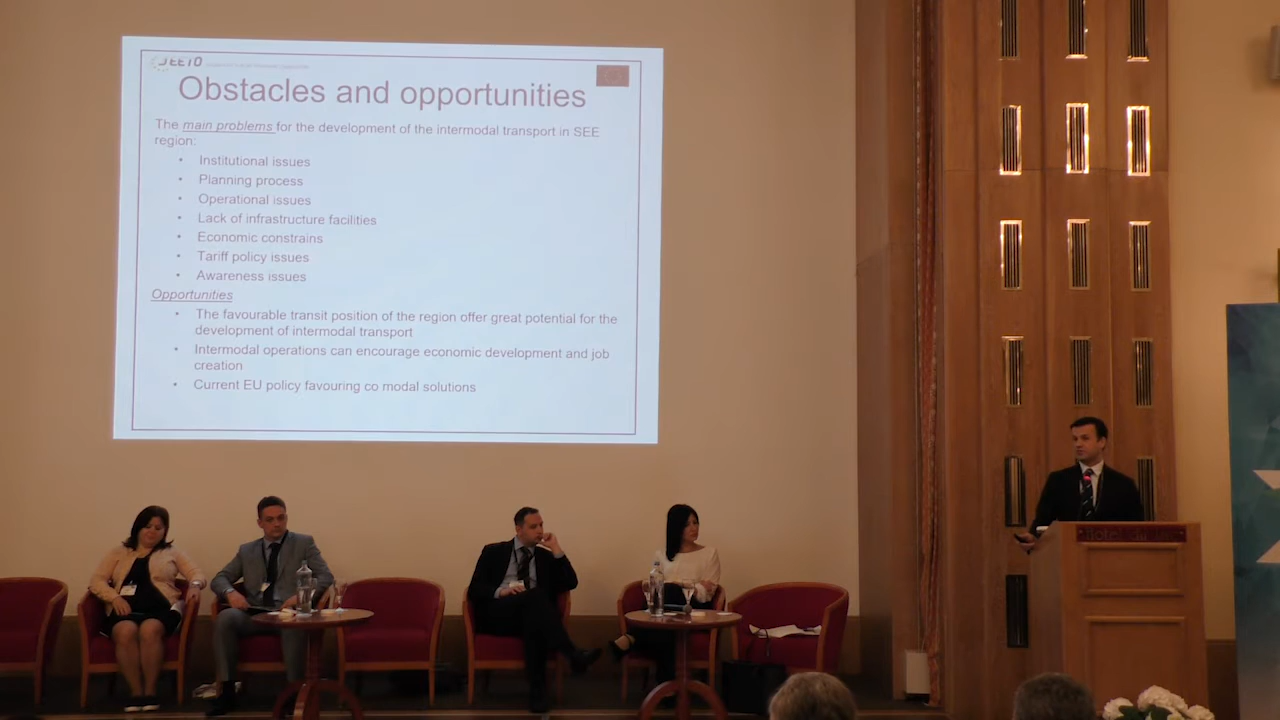 SEETO
Obstacles and opportunities
The main problems for the development of the intermodal transport in SEE
region:
• Institutional issues
• Planning process
• Operational issues
• Lack of infrastructure facilities
• Economic constrains
• Tariff policy issues
• Awareness issues
Opportunities
• The favourable transit position of the region offer great potential for the
development of intermodal transport
• Intermodal operations can encourage economic development and job
creation
• Current EU policy favouring co modal solutions